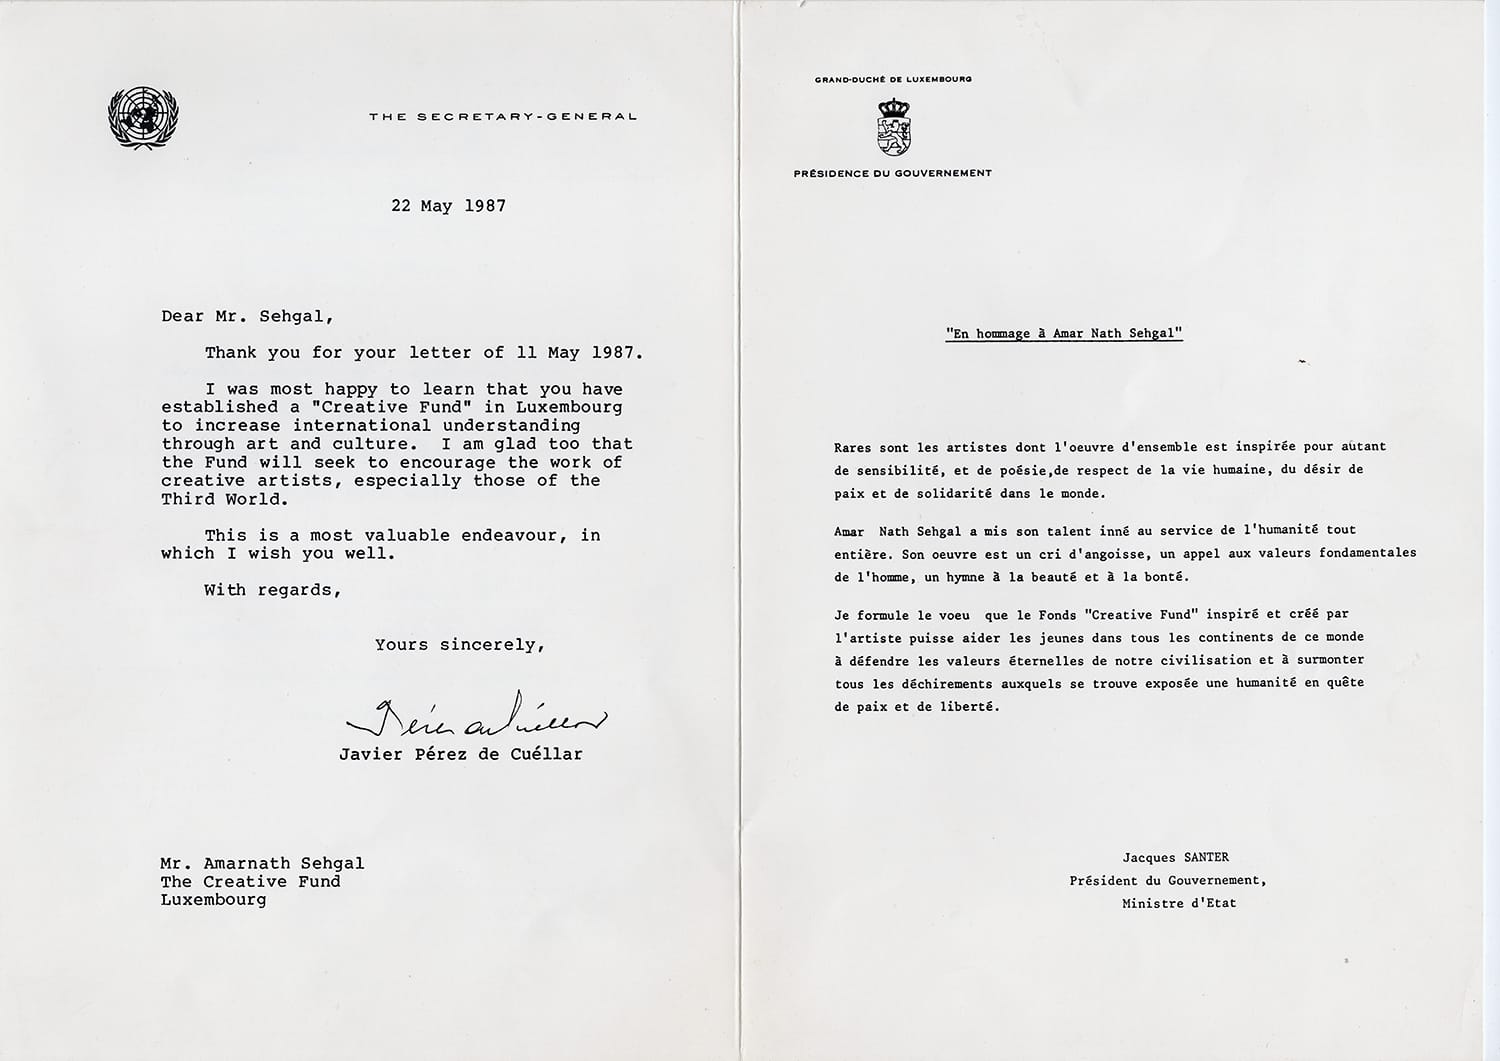 THE SECRETARY-GENERAL
22 May 1987
Dear Mr. Sehgal,
Thank you for your letter of 11 May 1987.
I was most happy to learn that you have
established a "Creative Fund" in Luxembourg
to increase international understanding
through art and culture. I am glad too that
the Fund will seek to encourage the work of
creative artists, especially those of the
Third World.
This is a most valuable endeavour, in
which I wish you well.
With regards,
Yours sincerely,
Javier Pérez de Cuéllar
Mr. Amarnath Sehgal
The Creative Fund
Luxembourg
GRAND-DUCHÉ DE LUXEMBOURG
PRÉSIDENCE DU GOUVERNEMENT
"En hommage à Amar Nath Sehgal"
Rares sont les artistes dont l'oeuvre d'ensemble est inspirée pour autant
de sensibilité, et de poésie,de respect de la vie humaine, du désir de
paix et de solidarité dans le monde.
Amar Nath Sehgal a mis son talent inné au service de l'humanité tout
entière. Son oeuvre est un cri d'angoisse, un appel aux valeurs fondamentales
de l'homme, un hymne à la beauté et à la bonté.
Je formule le voeu que le Fonds "Creative Fund" inspiré et créé par
l'artiste puisse aider les jeunes dans tous les continents de ce monde
à défendre les valeurs éternelles de notre civilisation et à surmonter
tous les déchirements auxquels se trouve exposée une humanité en quête
de paix et de liberté.
Jacques SANTER
Président du Gouvernement,
Ministre d'Etat